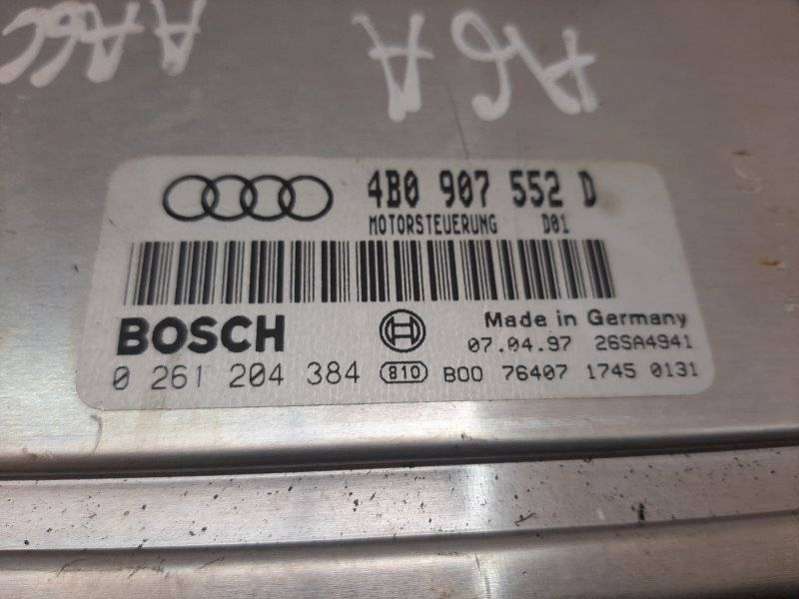 AA6C A6A
4B0 907 552 D
MOTORSTEUERUNG D01
BOSCH
Made in Germany
07.04.97 26SA4941
0 261 204 384 810 B00 76407 1745 0131